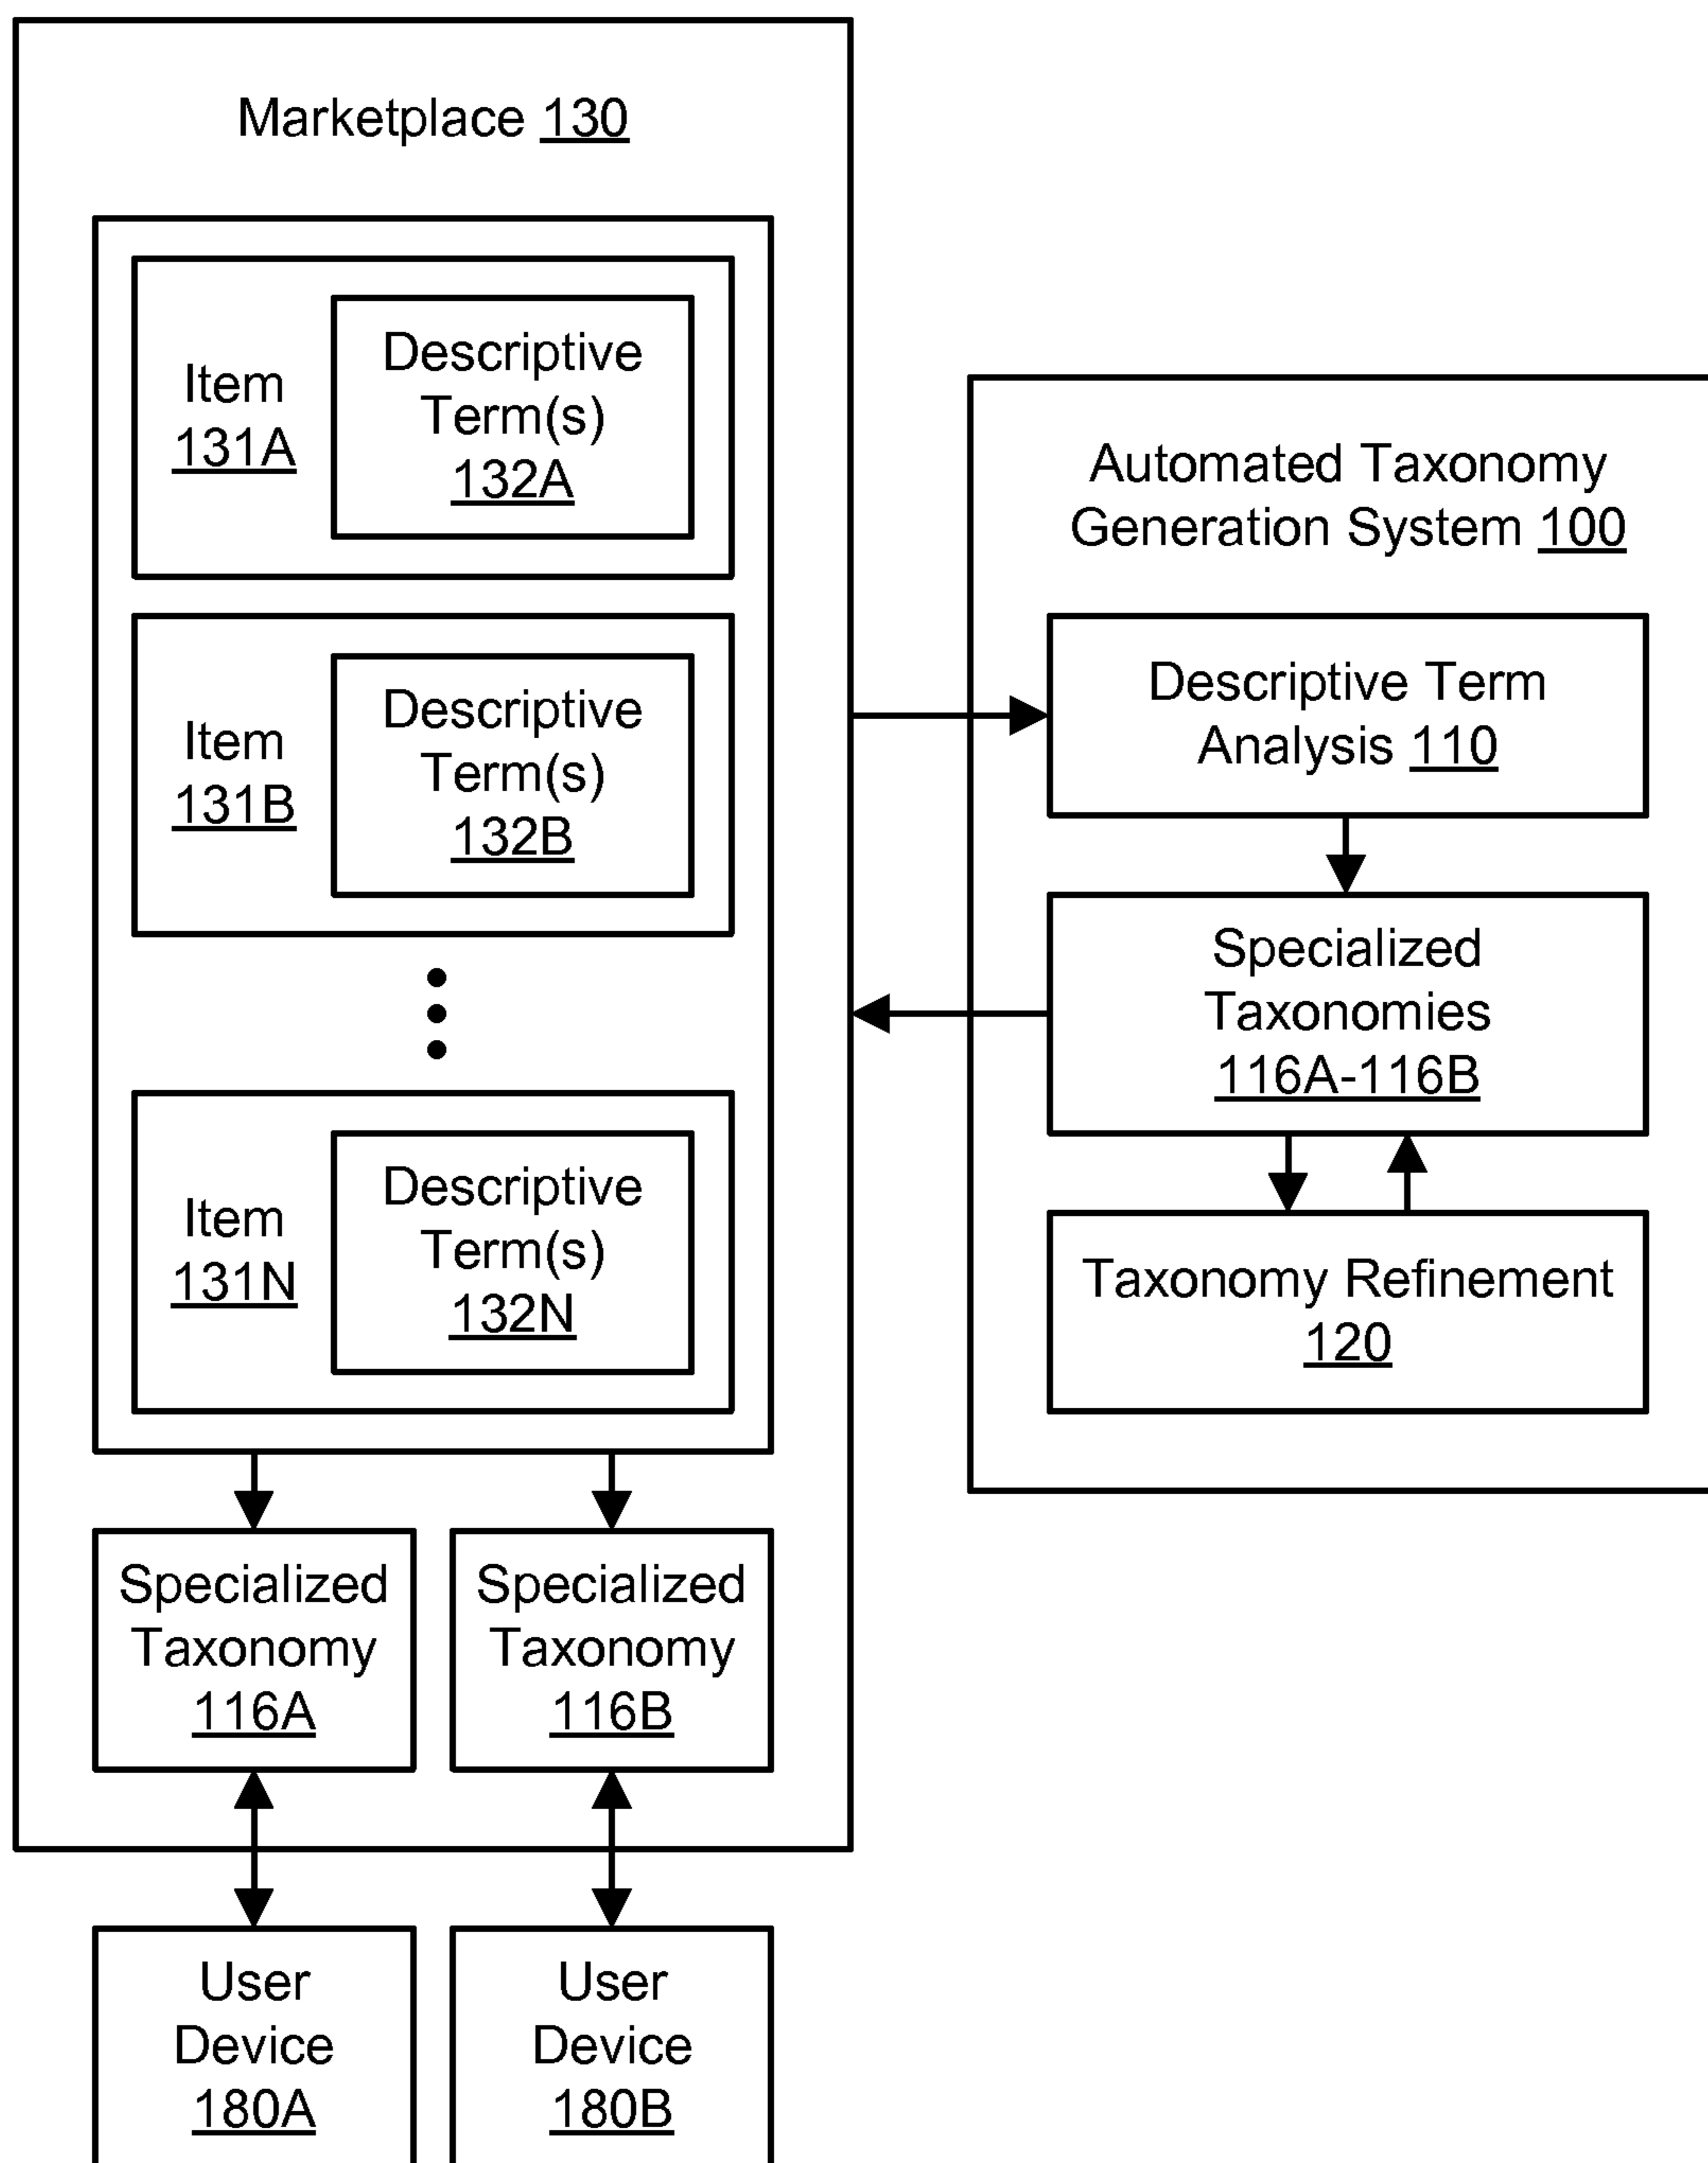 Marketplace 130
Item
131A
Descriptive
Term(s)
132A
Item
131B
Descriptive
Term(s)
132B
Item
131N
Descriptive
Term(s)
132N
Specialized
Taxonomy
116A
Specialized
Taxonomy
116B
User
Device
180A
User
Device
180B
Automated Taxonomy
Generation System 100
Descriptive Term
Analysis 110
Specialized
Taxonomies
116A-116B
Taxonomy Refinement
120